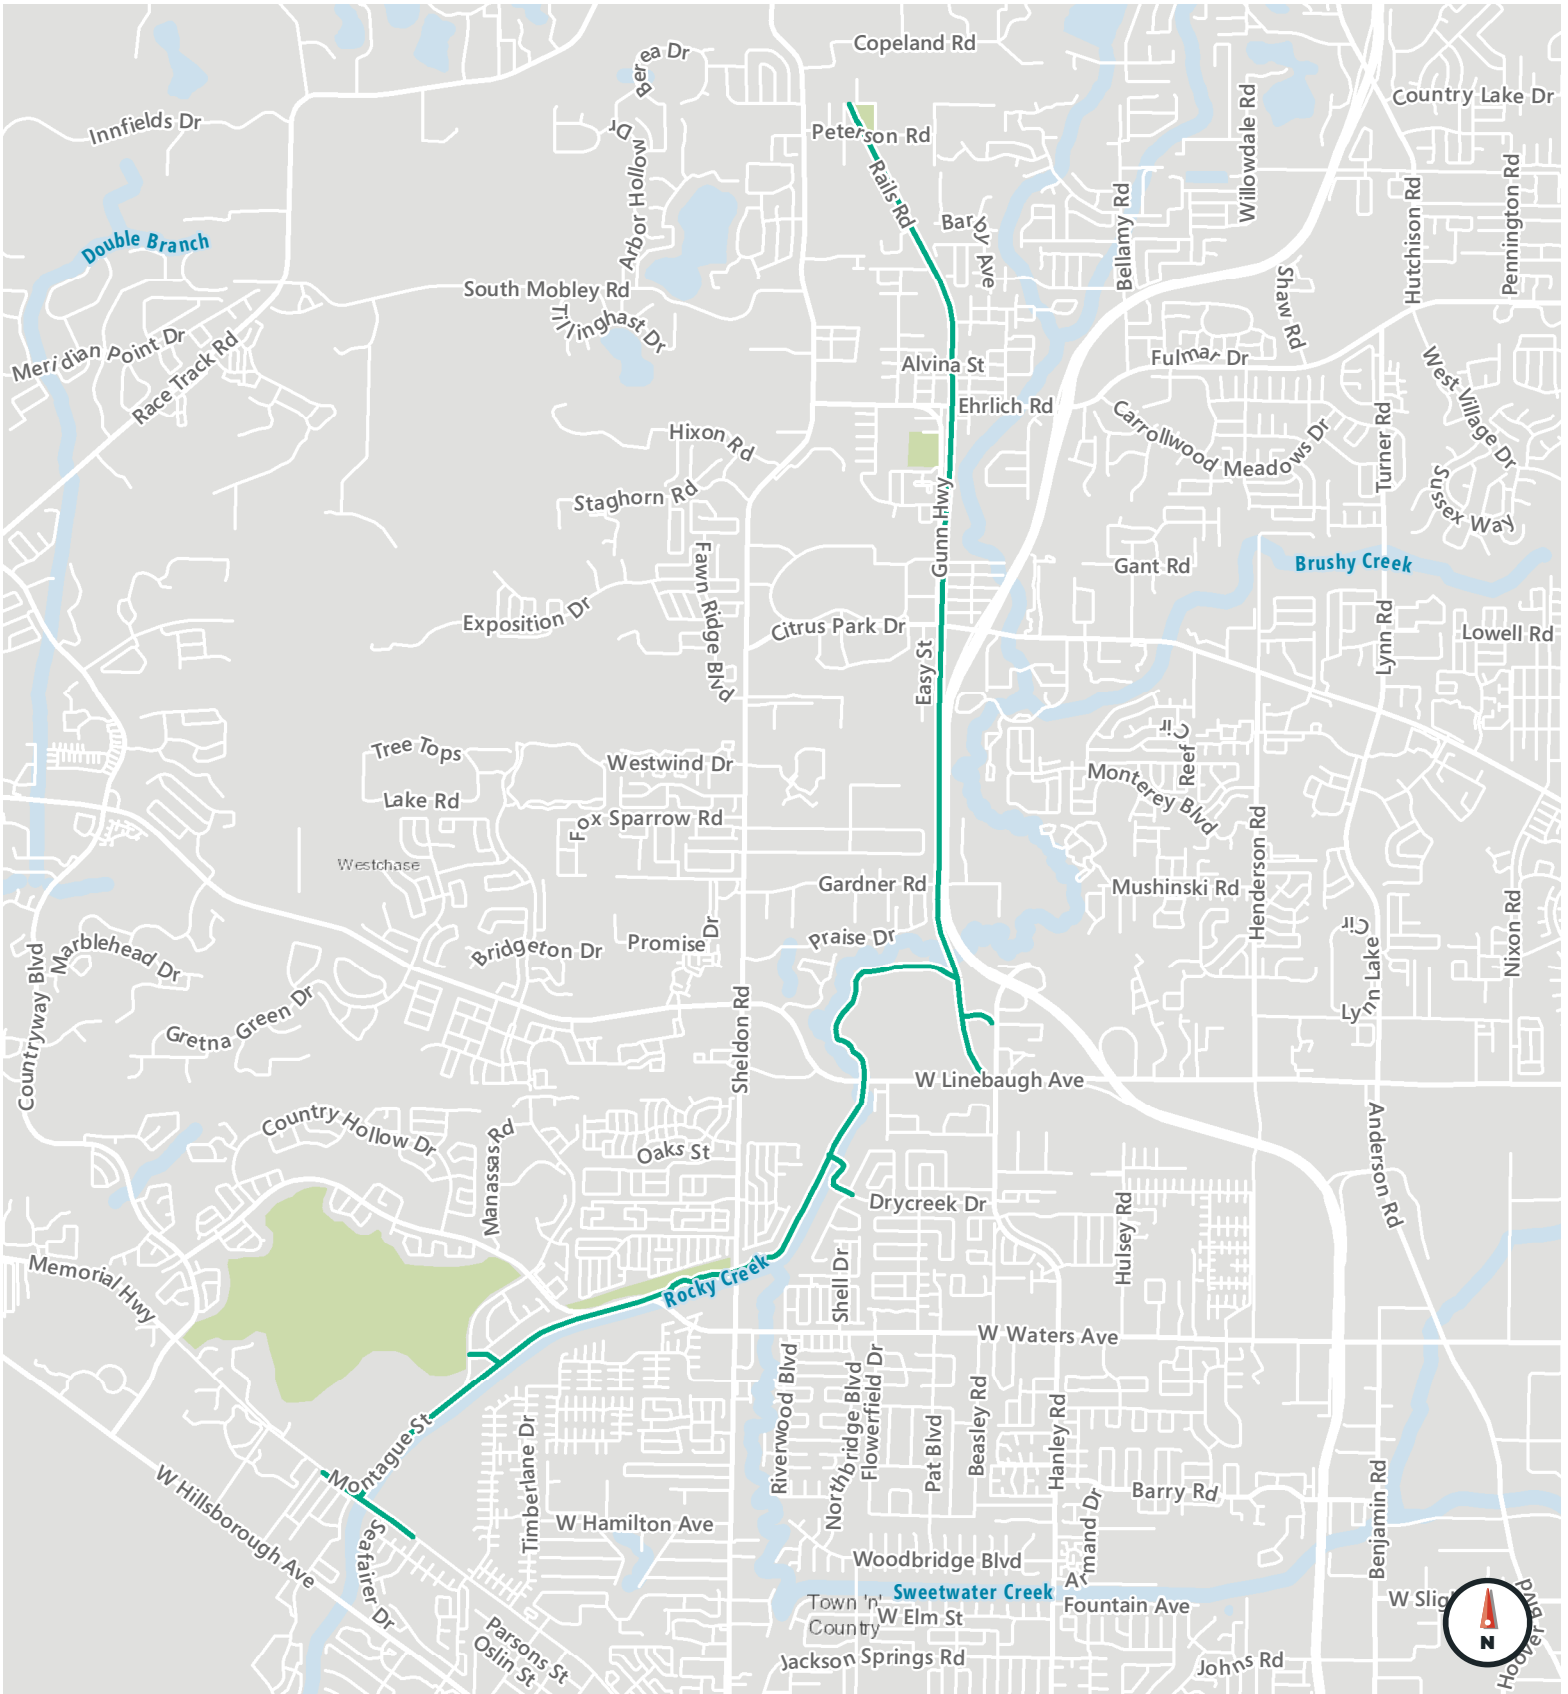 Copeland Rd
Berea Dr
Country Lake Dr
Innfields Dr
Peterson Rd
Dr
Arbor Hollow
Willowdale Rd
Rails Rd
Barby Ave
Bellamy Rd
Hutchison Rd
Pennington Rd
Double Branch
South Mobley Rd
Tillinghast Dr
Shaw Rd
Meridian Point Dr
Race Track Rd
Alvina St
Fulmar Dr
West Village Dr
Ehrlich Rd
Carrollwood Meadows Dr
Turner Rd
Hixon Rd
Staghorn Rd
Sussex Way
Gunn Hwy
Fawn Ridge Blvd
Gant Rd
Brushy Creek
Exposition Dr
Citrus Park Dr
Lynn Rd
Lowell Rd
Easy St
Tree Tops
Lake Rd
Westwind Dr
Cir
Reef
Monterey Blvd
Fox Sparrow Rd
Westchase
Henderson Rd
Gardner Rd
Mushinski Rd
Nixon Rd
Praise Dr
Promise Dr
Bridgeton Dr
Marblehead Dr
Countryway Blvd
Cir
Lynn Lake
Gretna Green Dr
Sheldon Rd
W Linebaugh Ave
Country Hollow Dr
Manassas Rd
Oaks St
Anderson Rd
Drycreek Dr
Hulsey Rd
Shell Dr
Memorial Hwy
Rocky Creek
W Waters Ave
Riverwood Blvd
Northbridge Blvd
Flowerfield Dr
Pat Blvd
Beasley Rd
Hanley Rd
Montague St
Timberlane Dr
Barry Rd
Armand Dr
Benjamin Rd
W Hillsborough Ave
Seafairer Dr
W Hamilton Ave
Woodbridge Blvd
Sweetwater Creek
Town 'n'
Country
W Elm St
Fountain Ave
W Slig
Hoover Blvd
N
Parsons St
Oslin St
Jackson Springs Rd
Johns Rd